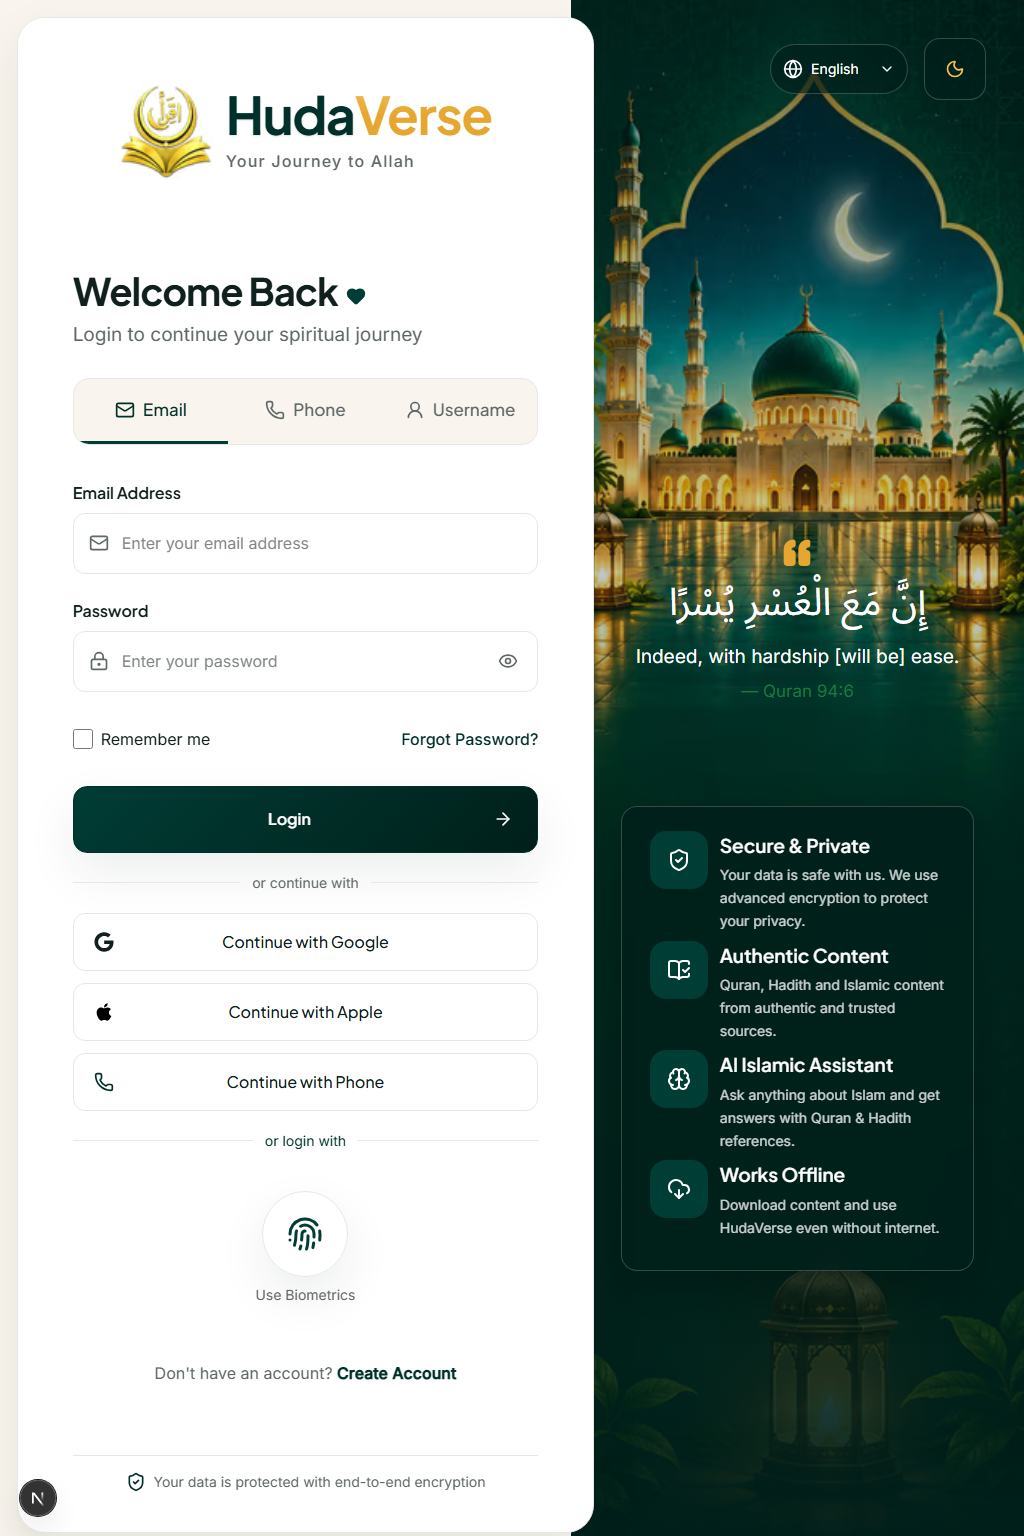 HudaVerse
Your Journey to Allah
Welcome Back
Login to continue your spiritual journey
Email
Phone
Username
Email Address
Enter your email address
Password
Enter your password
Remember me
Forgot Password?
Login
or continue with
Continue with Google
Continue with Apple
Continue with Phone
or login with
Use Biometrics
Don't have an account? Create Account
Your data is protected with end-to-end encryption
N
English
إِنَّ مَعَ الْعُسْرِ يُسْرًا
Indeed, with hardship [will be] ease.
— Quran 94:6
Secure & Private
Your data is safe with us. We use
advanced encryption to protect
your privacy.
Authentic Content
Quran, Hadith and Islamic content
from authentic and trusted
sources.
AI Islamic Assistant
Ask anything about Islam and get
answers with Quran & Hadith
references.
Works Offline
Download content and use
HudaVerse even without internet.